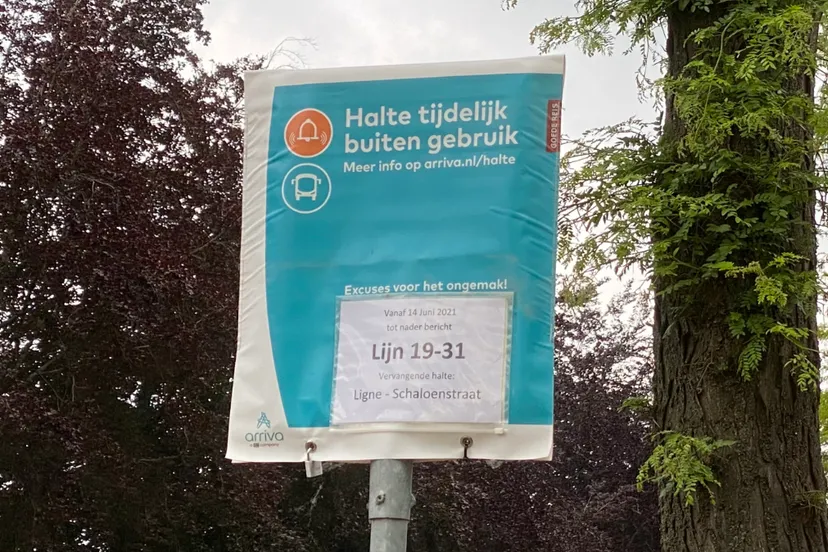 Halte tijdelijk
buiten gebruik
Meer info op arriva.nl/halte
GOEDE REIS
Excuses voor het ongemak!
Vanaf 14 Juni 2021
tot nader bericht
Lijn 19-31
Vervangende halte:
Ligne - Schaloenstraat
arriva